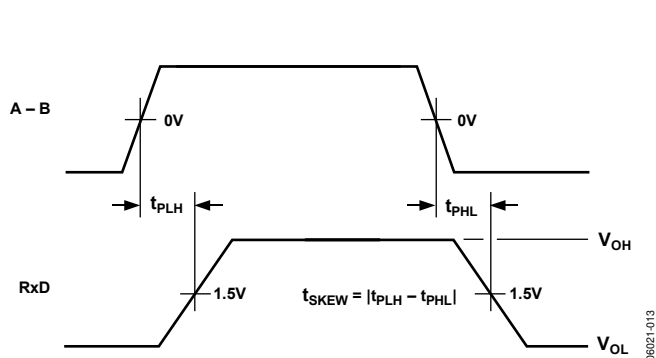 A – B
0V
0V
tPLH
tPHL
VOH
RxD
1.5V
tSKEW = |tPLH – tPHL|
1.5V
VOL
06021-013